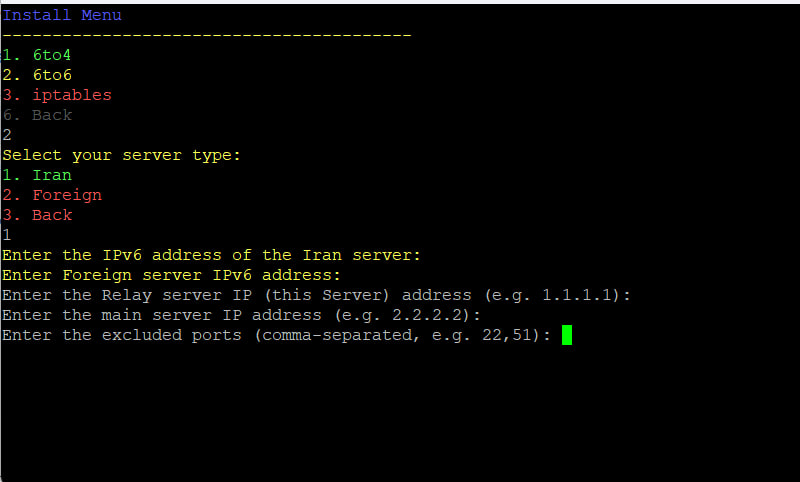 Install Menu
-----------------------------------------
1. 6to4
2. 6to6
3. iptables
6. Back
2
Select your server type:
1. Iran
2. Foreign
3. Back
1
Enter the IPv6 address of the Iran server:
Enter Foreign server IPv6 address:
Enter the Relay server IP (this Server) address (e.g. 1.1.1.1):
Enter the main server IP address (e.g. 2.2.2.2):
Enter the excluded ports (comma-separated, e.g. 22,51):